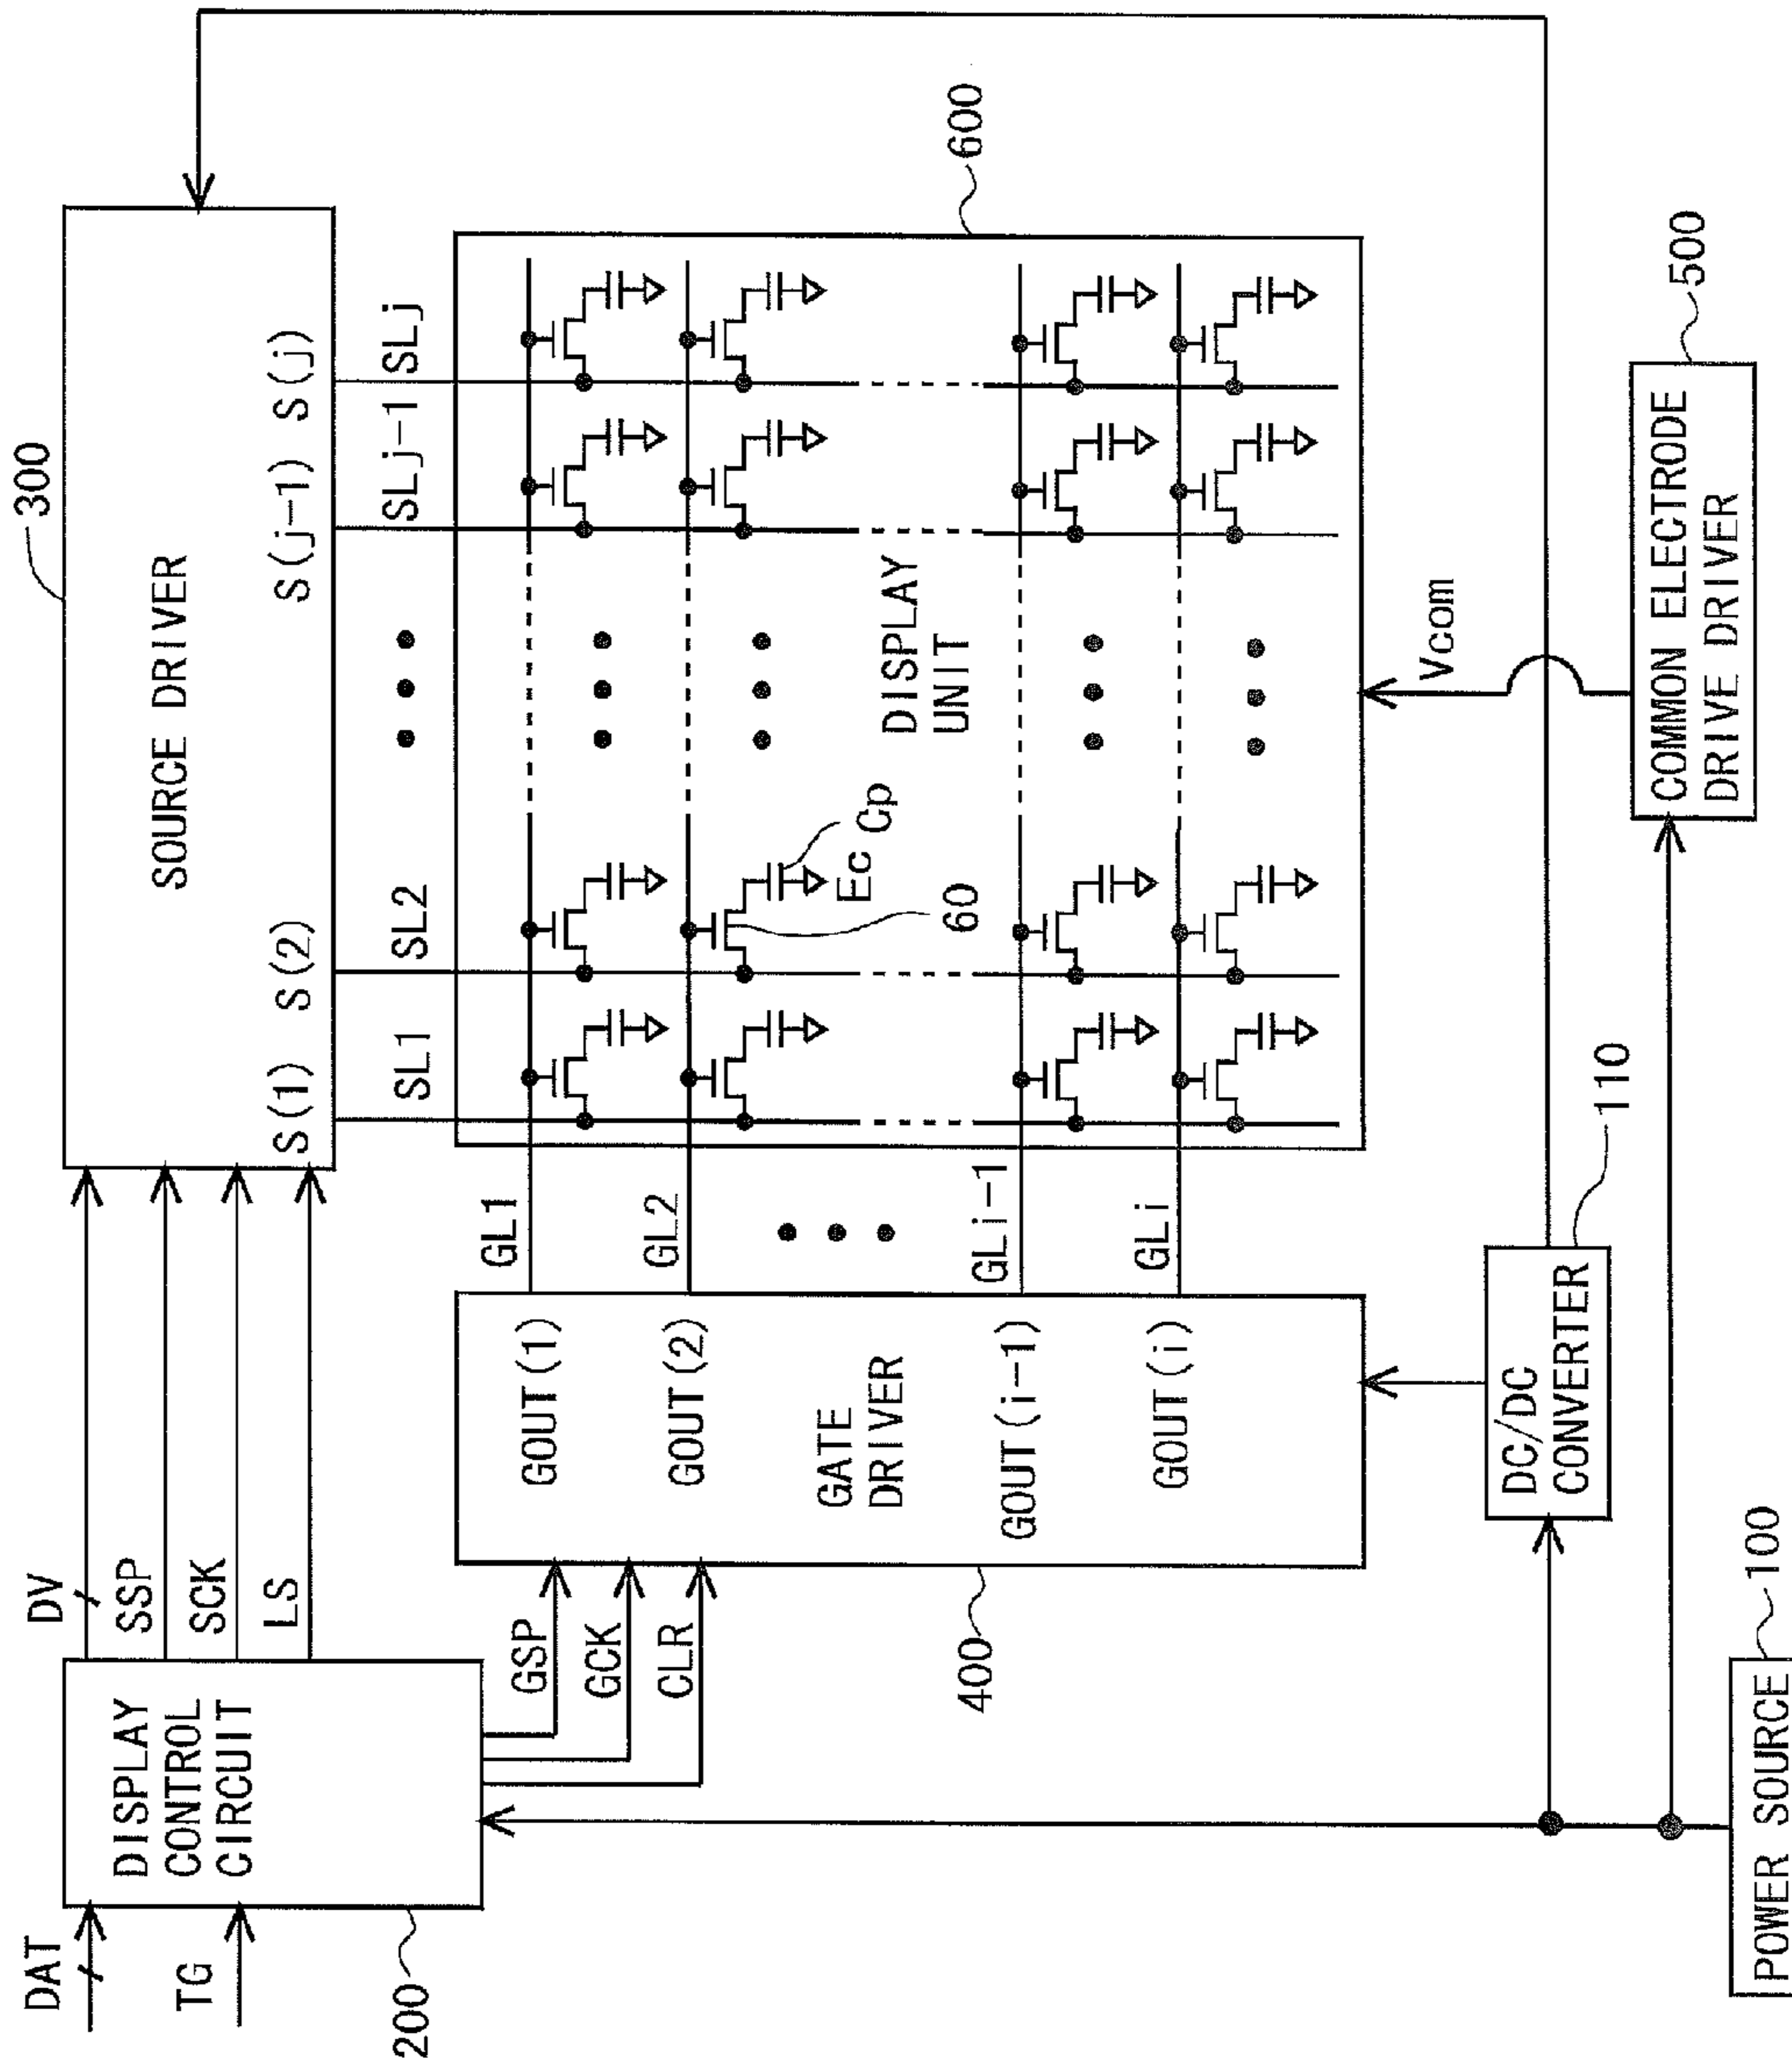 300
SOURCE DRIVER
S(1)
S(2)
S(j-1)
S(j)
DAT
TG
DISPLAY
CONTROL
CIRCUIT
200
DV
SSP
SCK
LS
GSP
GCK
CLR
SL1
SL2
SLj-1
SLj
600
GOUT(1)
GOUT(2)
GATE
DRIVER
GOUT(i-1)
GOUT(i)
400
GL1
GL2
GLi-1
GLi
Cp
Ec
60
DISPLAY
UNIT
Vcom
DC/DC
CONVERTER
110
COMMON ELECTRODE
DRIVE DRIVER
500
POWER SOURCE
100